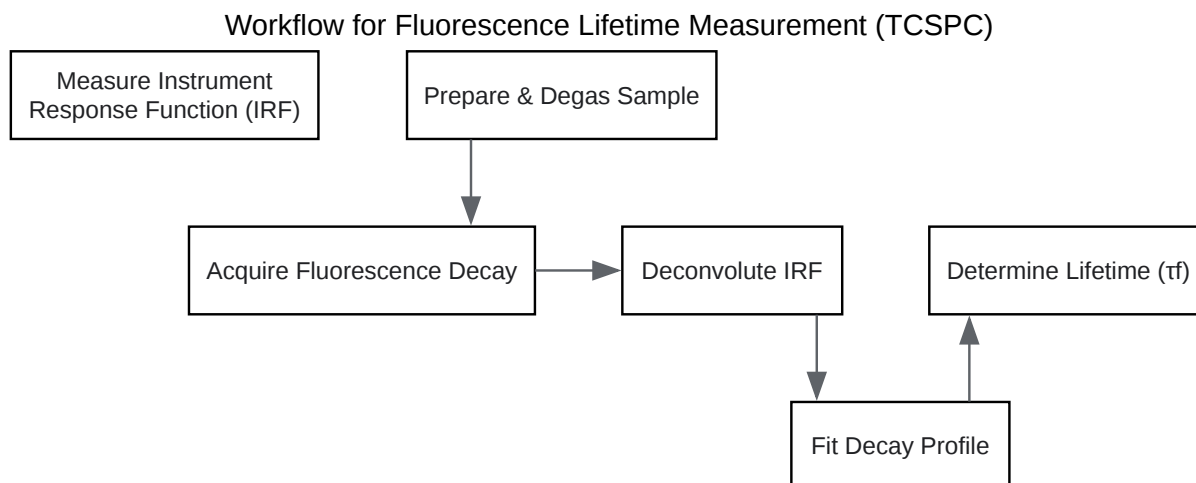 Workflow for Fluorescence Lifetime Measurement (TCSPC)
Measure Instrument
Response Function (IRF)
Prepare & Degas Sample
Acquire Fluorescence Decay
Deconvolute IRF
Determine Lifetime (τf)
Fit Decay Profile